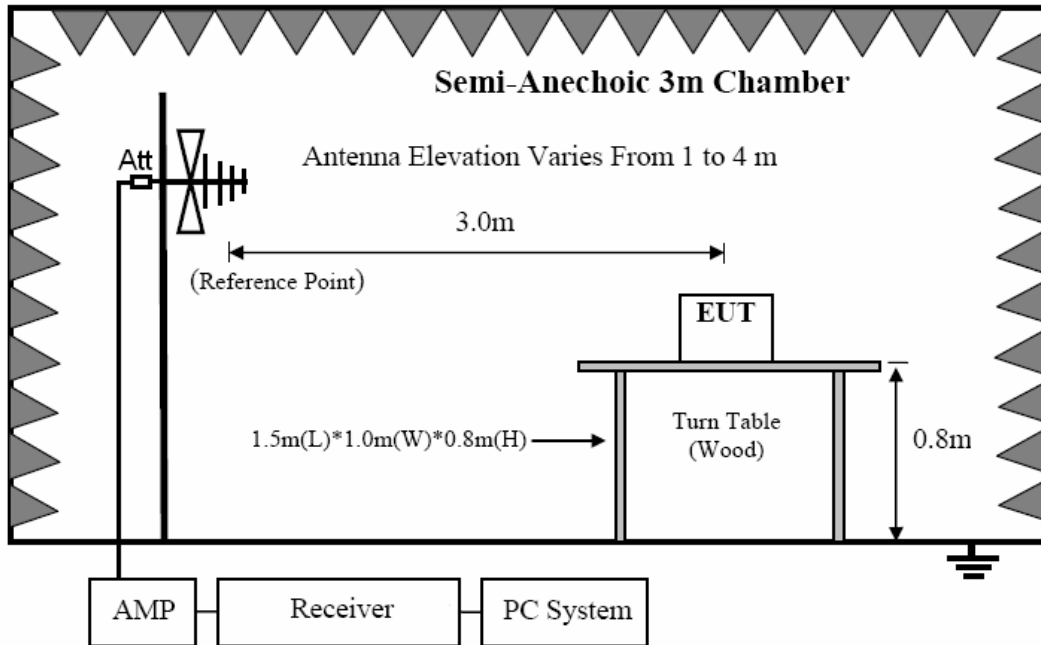 Semi-Anechoic 3m Chamber
Att
Antenna Elevation Varies From 1 to 4 m
3.0m
(Reference Point)
EUT
1.5m(L)*1.0m(W)*0.8m(H)
Turn Table
(Wood)
0.8m
AMP
Receiver
PC System